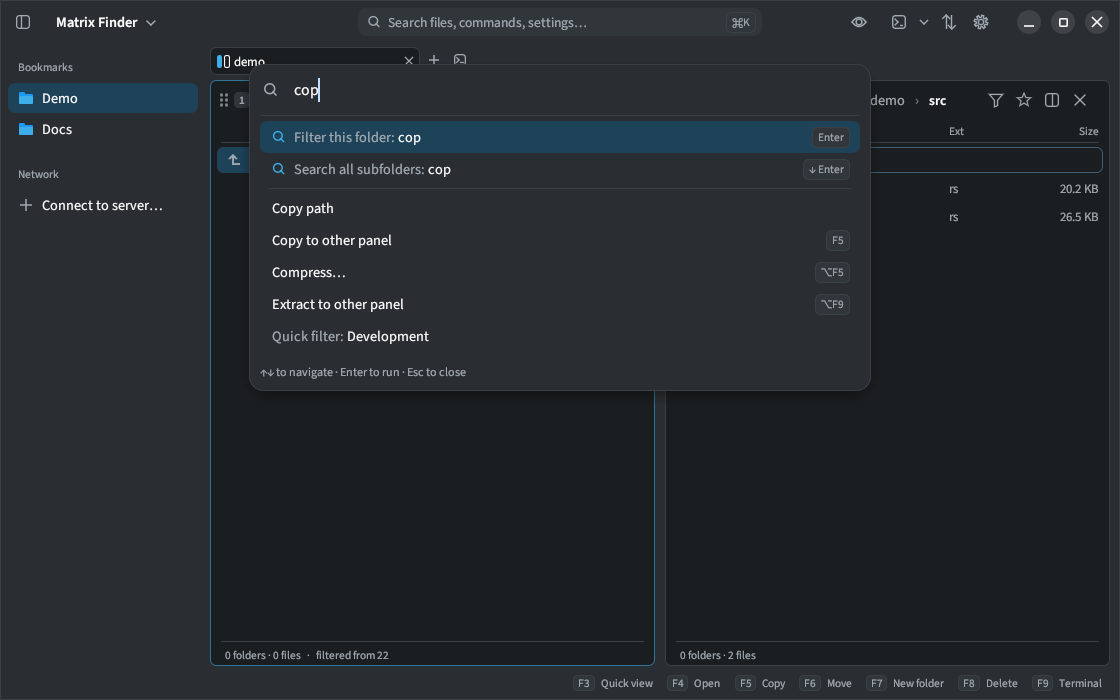 Matrix Finder
Search files, commands, settings…
⌘K
Bookmarks
Demo
Docs
Network
Connect to server…
demo
1
cop
Filter this folder: cop
Enter
Search all subfolders: cop
↓ Enter
Copy path
Copy to other panel
F5
Compress…
⌥F5
Extract to other panel
⌥F9
Quick filter: Development
↑↓ to navigate · Enter to run · Esc to close
demo › src
Ext
Size
rs
20.2 KB
rs
26.5 KB
0 folders · 0 files · filtered from 22
0 folders · 2 files
F3 Quick view F4 Open F5 Copy F6 Move F7 New folder F8 Delete F9 Terminal